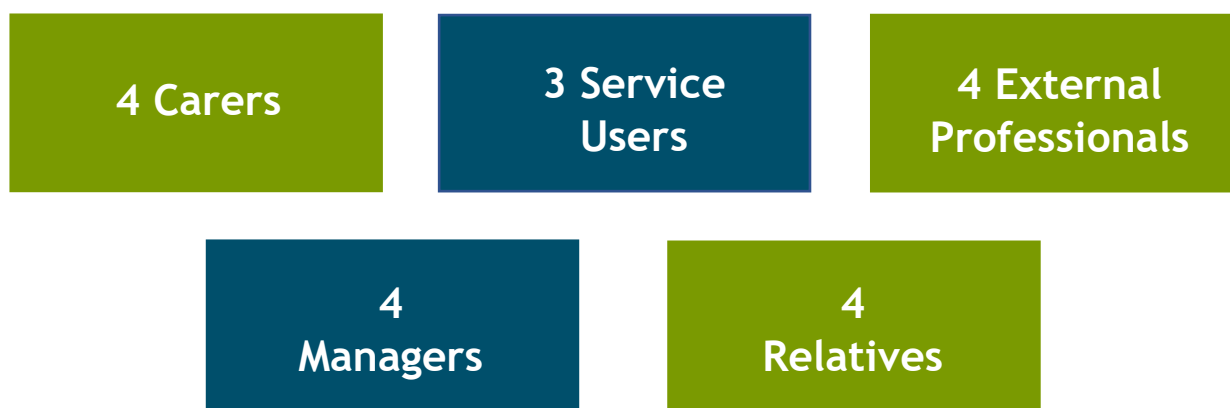 4 Carers
3 Service
Users
4 External
Professionals
4
Managers
4
Relatives